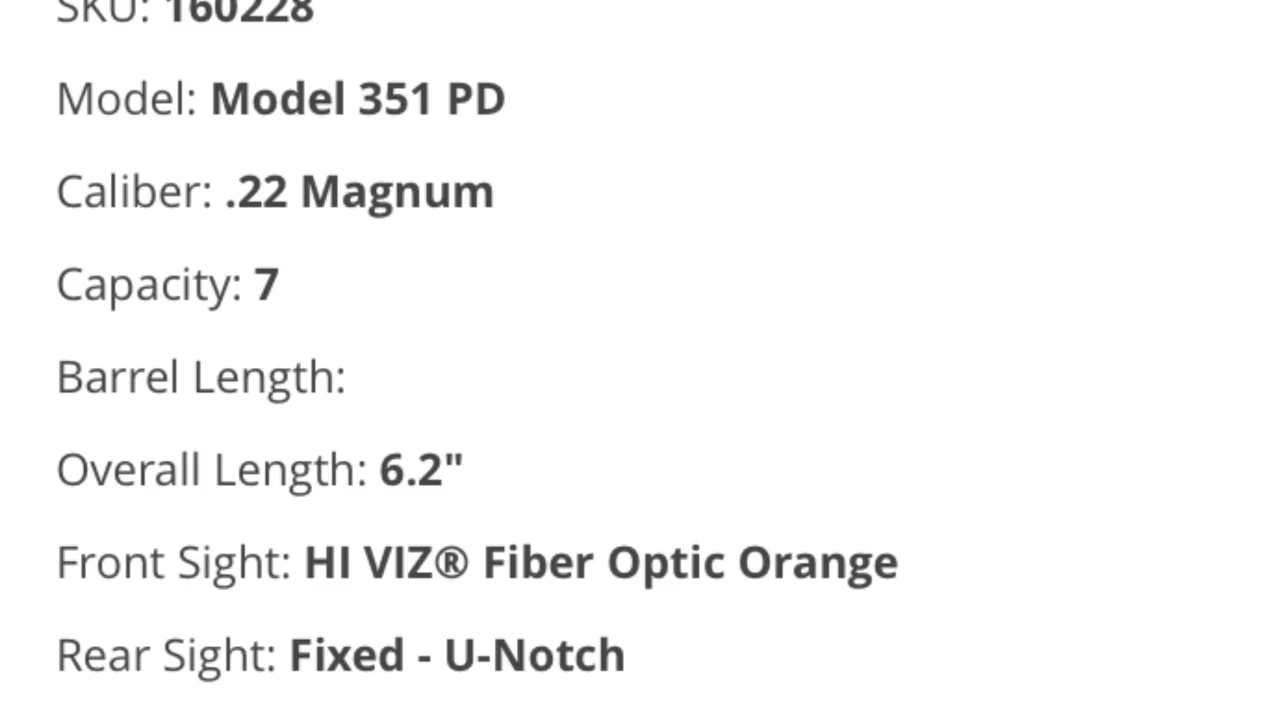 SKU: 160228
Model: Model 351 PD
Caliber: .22 Magnum
Capacity: 7
Barrel Length:
Overall Length: 6.2"
Front Sight: HI VIZ® Fiber Optic Orange
Rear Sight: Fixed - U-Notch